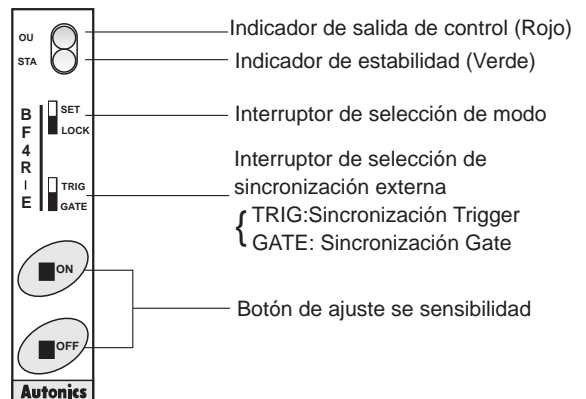 OU
STA
Indicador de salida de control (Rojo)
Indicador de estabilidad (Verde)
BF4R-E
SET
LOCK
Interruptor de selección de modo
TRIG
GATE
Interruptor de selección de
sincronización externa
{ TRIG:Sincronización Trigger
GATE: Sincronización Gate
ON
OFF
Botón de ajuste se sensibilidad
Autonics